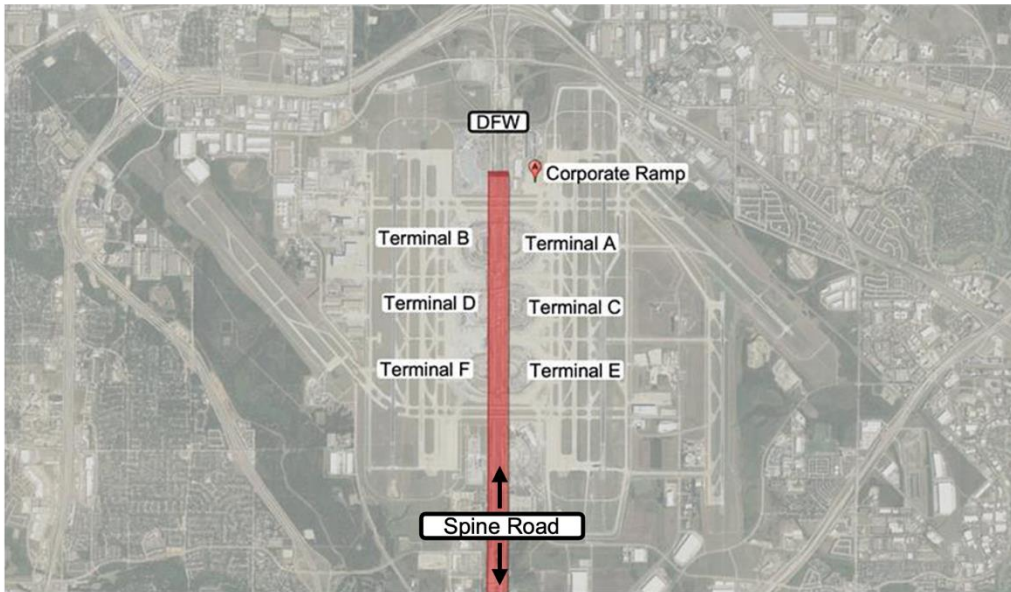 DFW
Corporate Ramp
Terminal B
Terminal A
Terminal D
Terminal C
Terminal F
Terminal E
Spine Road